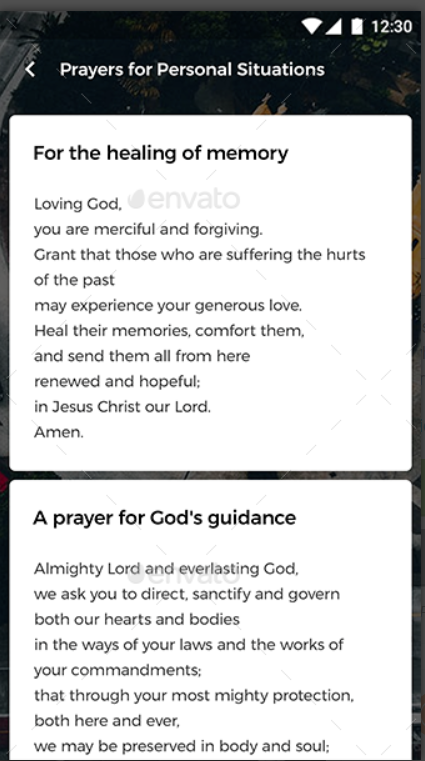 12:30
Prayers for Personal Situations
For the healing of memory
envato
Loving God,
you are merciful and forgiving.
Grant that those who are suffering the hurts
of the past
may experience your generous love.
Heal their memories, comfort them,
and send them all from here
renewed and hopeful;
in Jesus Christ our Lord.
Amen.
A prayer for God's guidance
Almighty Lord and everlasting God,
envato
we ask you to direct, sanctify and govern
both our hearts and bodies
in the ways of your laws and the works of
your commandments;
that through your most mighty protection,
both here and ever,
we may be preserved in body and soul;